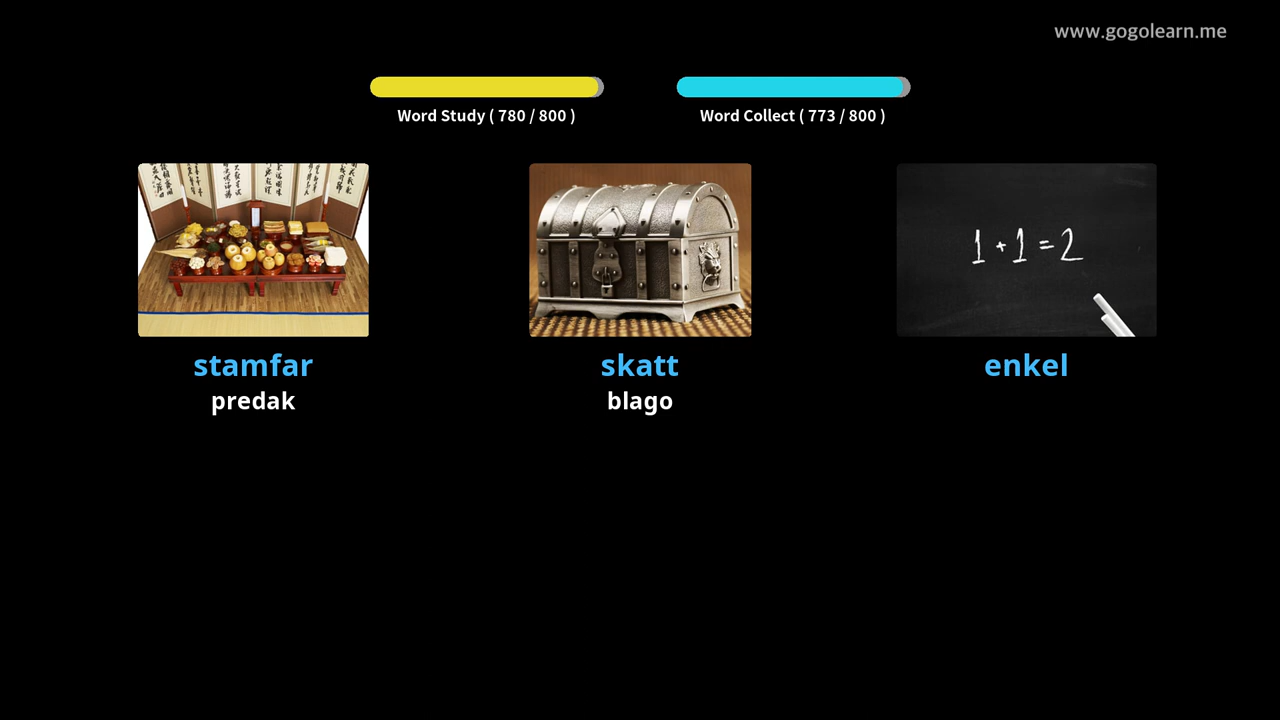 www.gogolearn.me
Word Study ( 780 / 800 )
Word Collect ( 773 / 800 )
1 + 1 = 2
stamfar
skatt
enkel
predak
blago